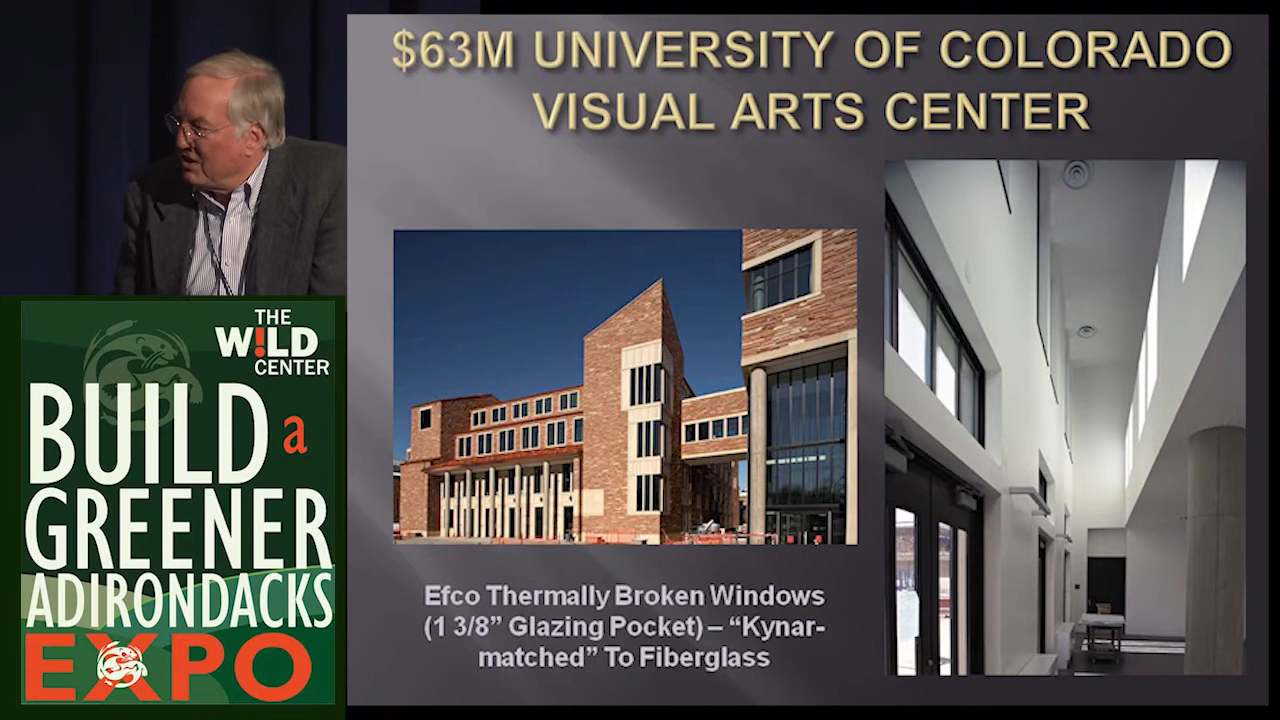 $63M UNIVERSITY OF COLORADO
VISUAL ARTS CENTER
Efco Thermally Broken Windows
(1 3/8” Glazing Pocket) – “Kynar-
matched” To Fiberglass
THE
W!LD
CENTER
BUILD a
GREENER
ADIRONDACKS
EXPO